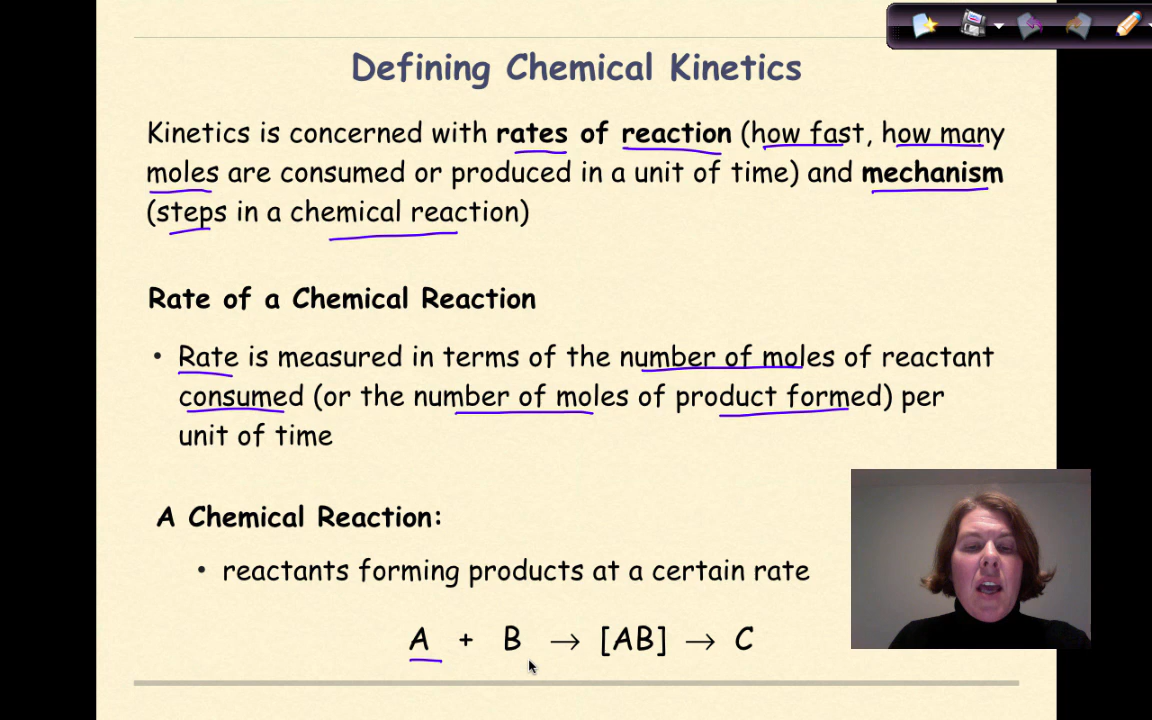 Defining Chemical Kinetics
Kinetics is concerned with rates of reaction (how fast, how many
moles are consumed or produced in a unit of time) and mechanism
(steps in a chemical reaction)
Rate of a Chemical Reaction
• Rate is measured in terms of the number of moles of reactant
consumed (or the number of moles of product formed) per
unit of time
A Chemical Reaction:
• reactants forming products at a certain rate
A + B → [AB] → C